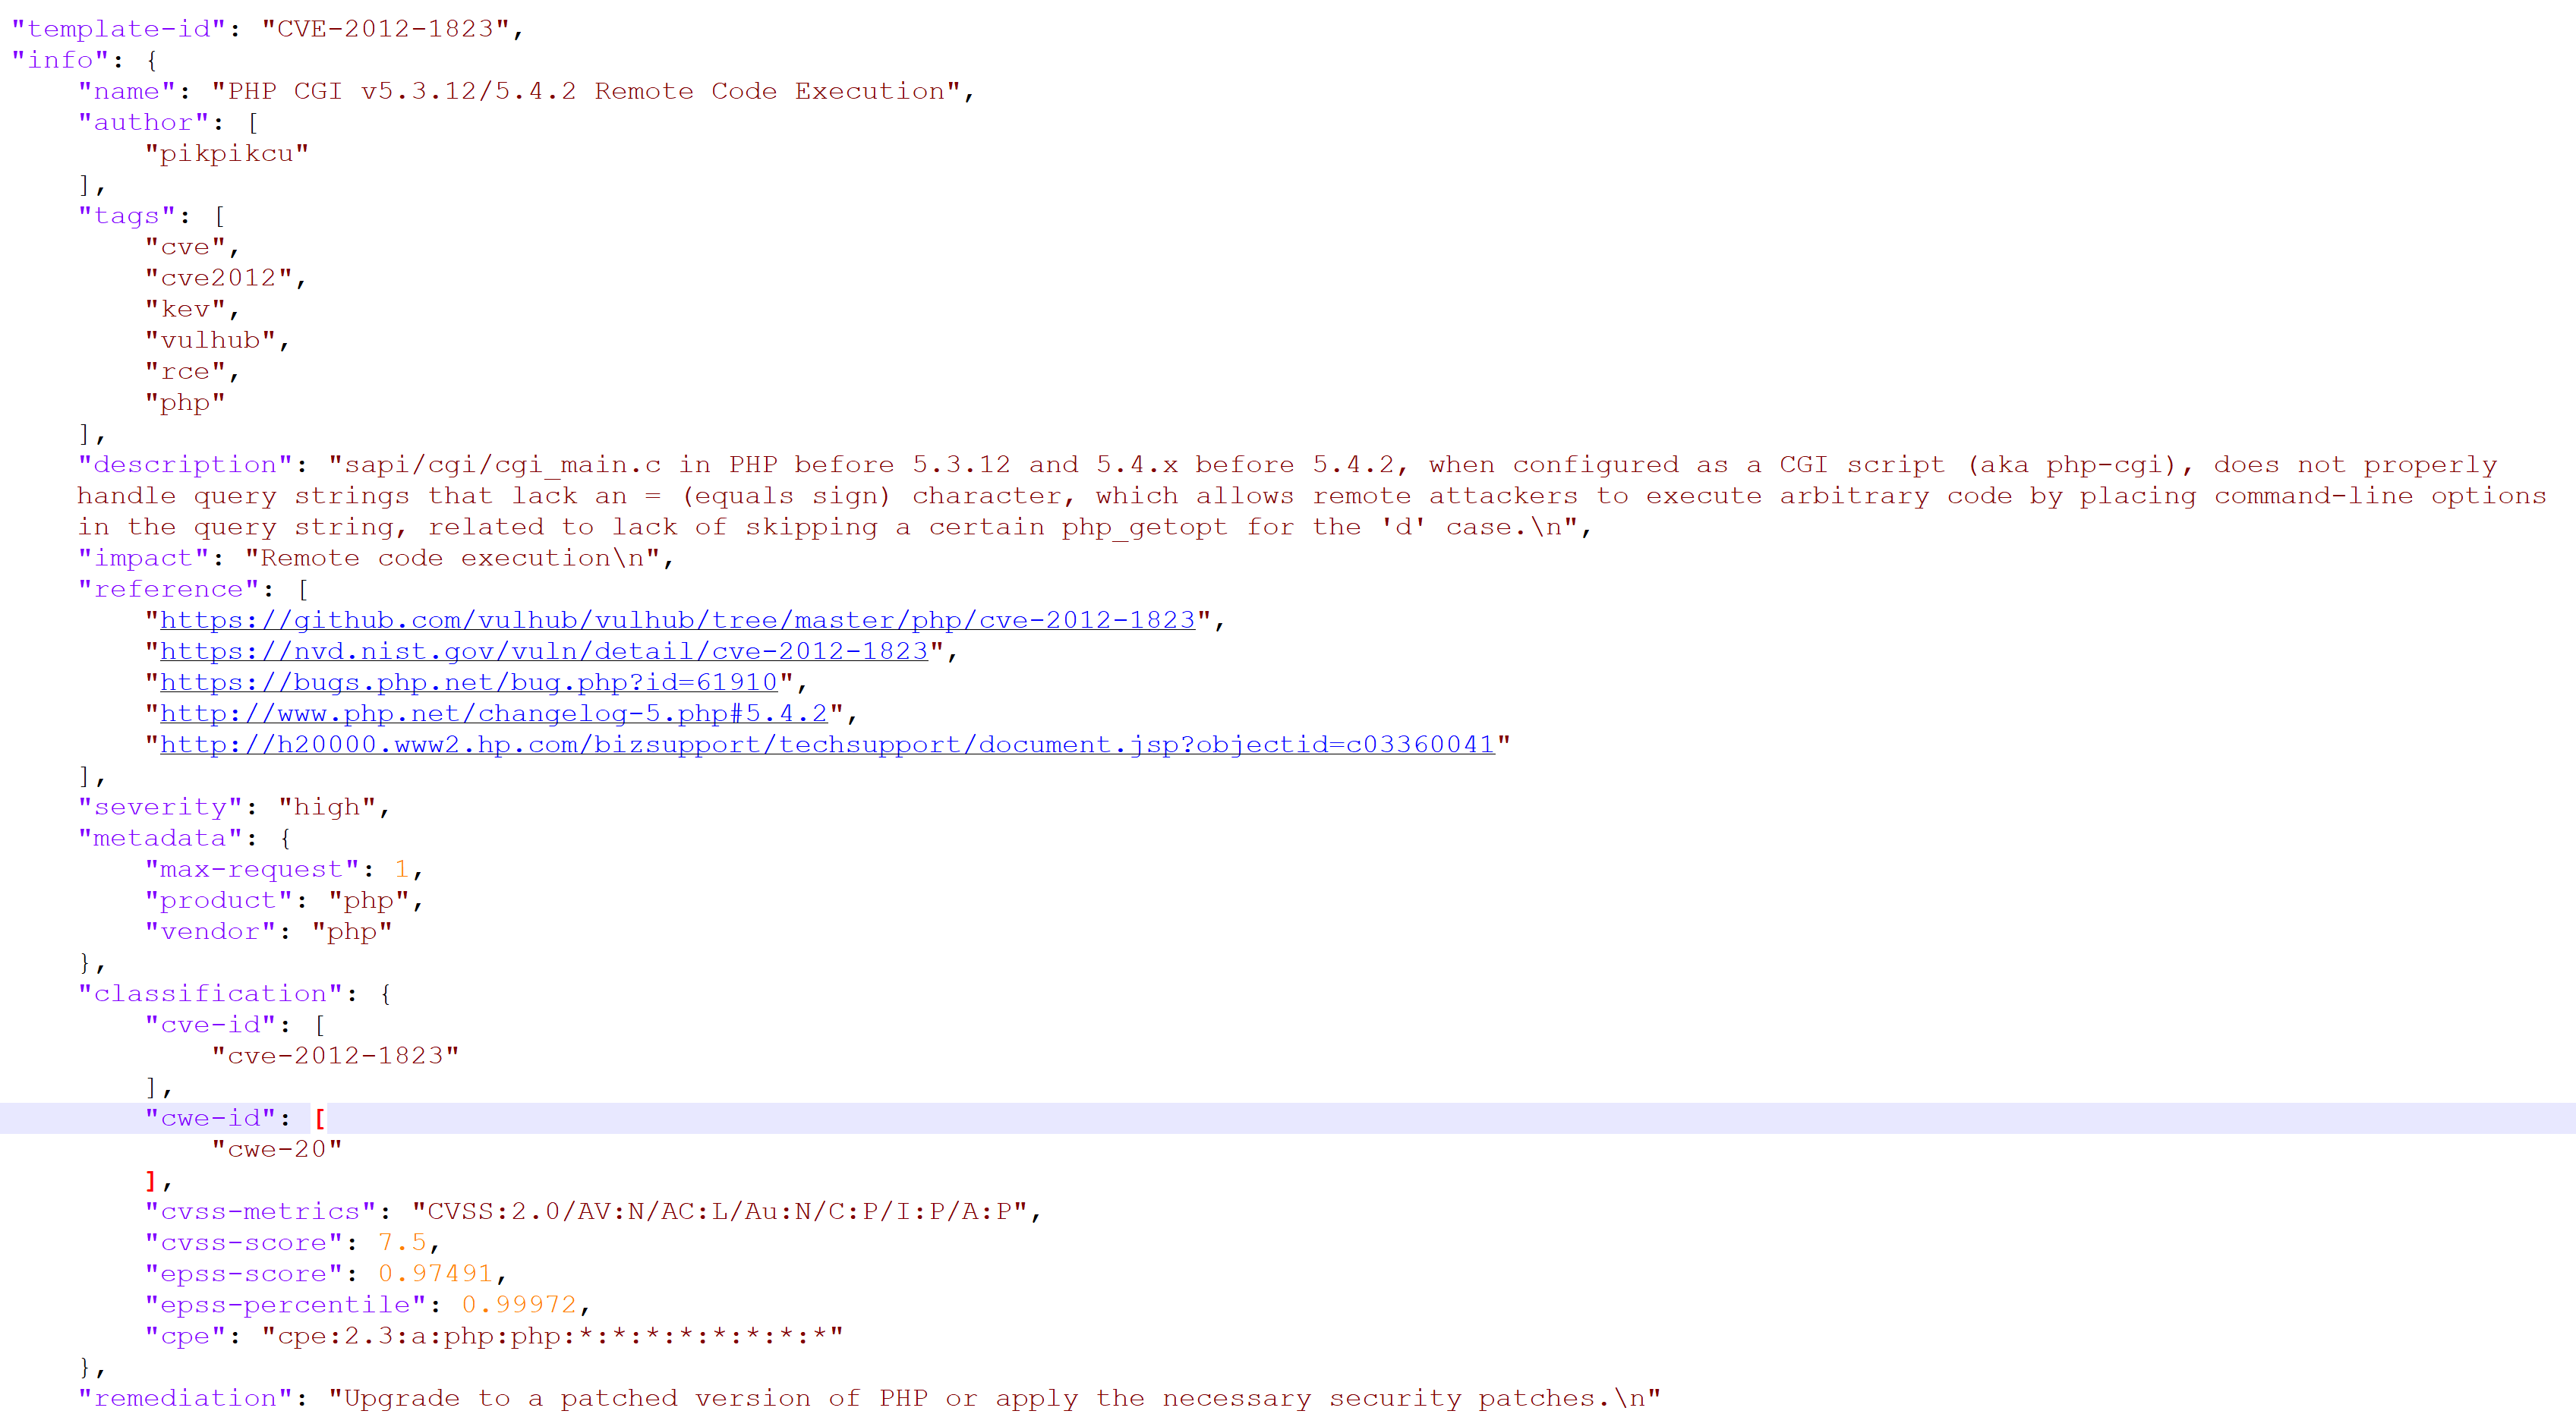 "template-id": "CVE-2012-1823",
"info": {
    "name": "PHP CGI v5.3.12/5.4.2 Remote Code Execution",
    "author": [
        "pikpikcu"
    ],
    "tags": [
        "cve",
        "cve2012",
        "kev",
        "vulhub",
        "rce",
        "php"
    ],
    "description": "sapi/cgi/cgi_main.c in PHP before 5.3.12 and 5.4.x before 5.4.2, when configured as a CGI script (aka php-cgi), does not properly
    handle query strings that lack an = (equals sign) character, which allows remote attackers to execute arbitrary code by placing command-line options
    in the query string, related to lack of skipping a certain php_getopt for the 'd' case.\n",
    "impact": "Remote code execution\n",
    "reference": [
        "https://github.com/vulhub/vulhub/tree/master/php/cve-2012-1823",
        "https://nvd.nist.gov/vuln/detail/cve-2012-1823",
        "https://bugs.php.net/bug.php?id=61910",
        "http://www.php.net/changelog-5.php#5.4.2",
        "http://h20000.www2.hp.com/bizsupport/techsupport/document.jsp?objectid=c03360041"
    ],
    "severity": "high",
    "metadata": {
        "max-request": 1,
        "product": "php",
        "vendor": "php"
    },
    "classification": {
        "cve-id": [
            "cve-2012-1823"
        ],
        "cwe-id": [
            "cwe-20"
        ],
        "cvss-metrics": "CVSS:2.0/AV:N/AC:L/Au:N/C:P/I:P/A:P",
        "cvss-score": 7.5,
        "epss-score": 0.97491,
        "epss-percentile": 0.99972,
        "cpe": "cpe:2.3:a:php:php:*:*:*:*:*:*:*:*"
    },
    "remediation": "Upgrade to a patched version of PHP or apply the necessary security patches.\n"